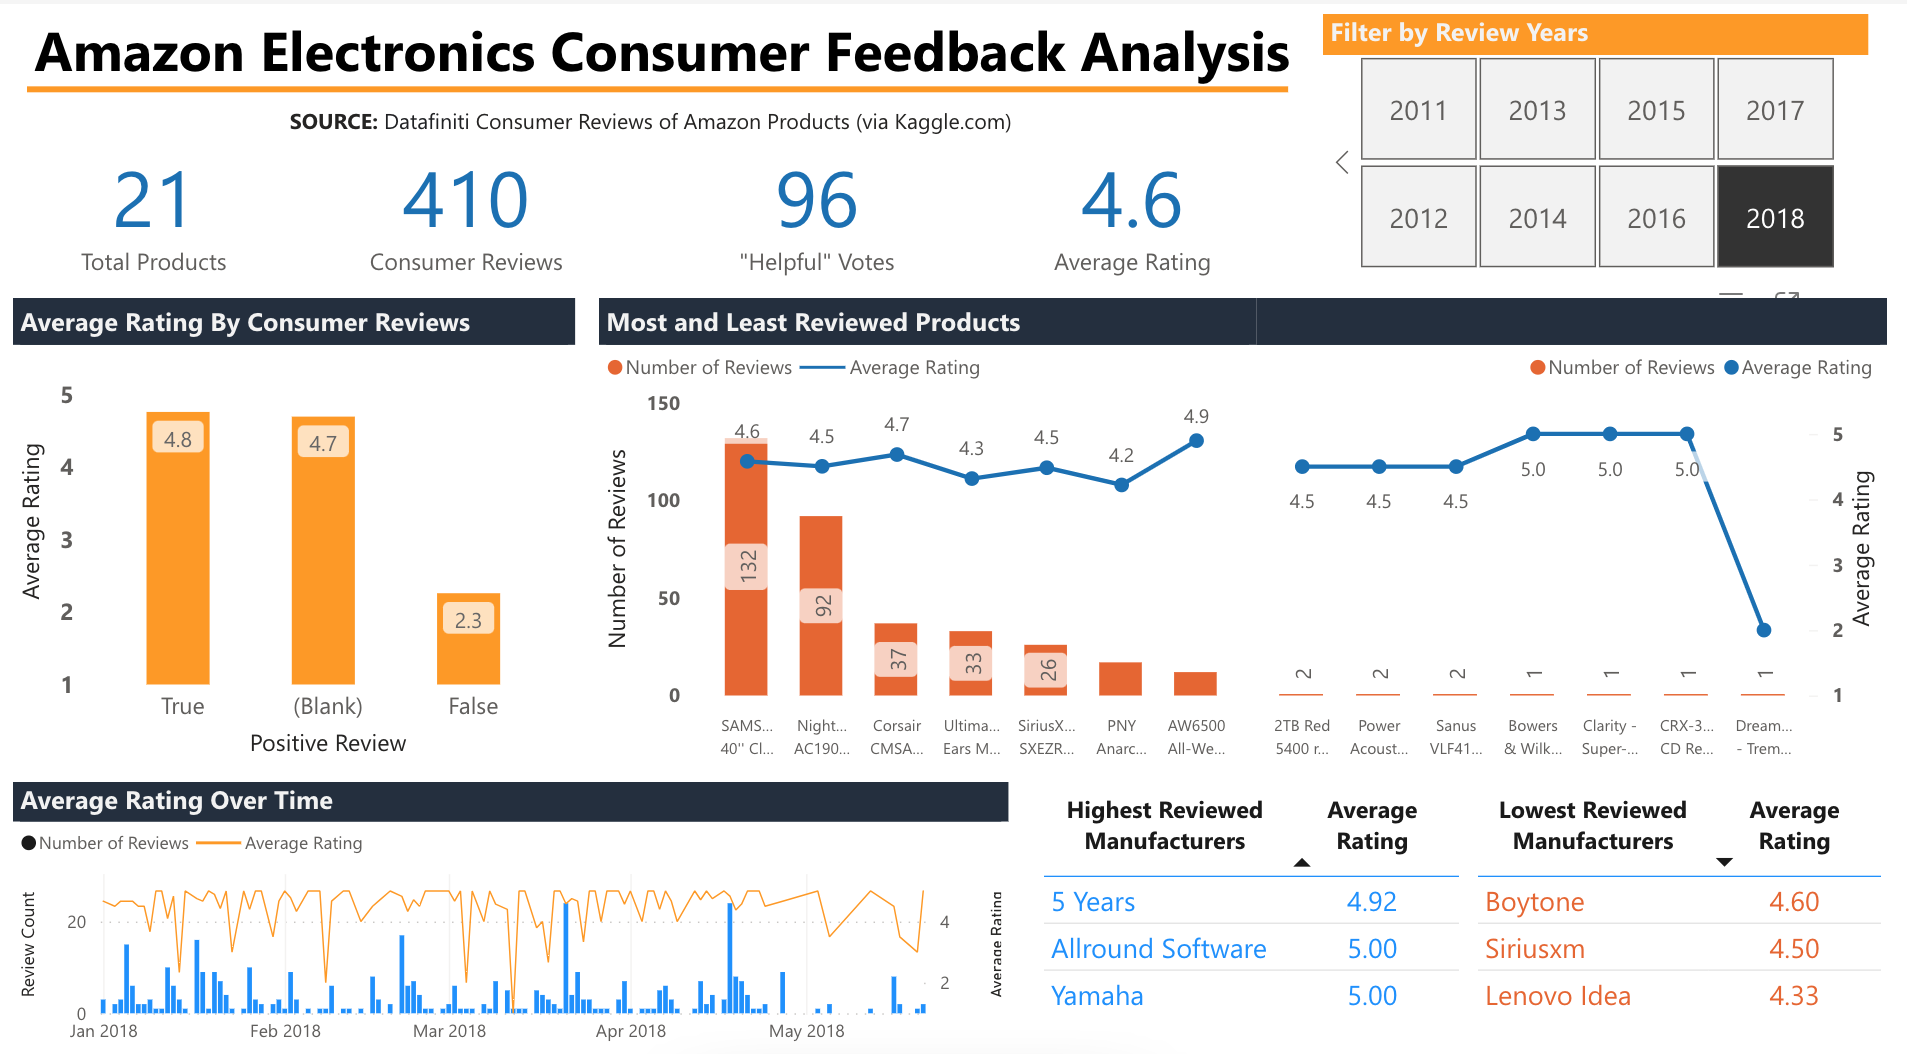 Amazon Electronics Consumer Feedback Analysis
SOURCE: Datafiniti Consumer Reviews of Amazon Products (via Kaggle.com)
21
Total Products
410
Consumer Reviews
96
"Helpful" Votes
4.6
Average Rating
Filter by Review Years
2011 2013 2015 2017
2012 2014 2016 2018
Average Rating By Consumer Reviews
Average Rating
5
4
3
2
1
4.8 4.7 2.3
True (Blank) False
Positive Review
Most and Least Reviewed Products
Number of Reviews Average Rating
Number of Reviews
150
100
50
0
4.6 4.5 4.7 4.3 4.5 4.2 4.9
132 92 37 33 26
SAMS... Night... Corsair Ultima... SiriusX... PNY AW6500
40" Cl... AC190... CMSA... Ears M... SXEZR... Anarc... All-We...
Number of Reviews Average Rating
4.5 4.5 4.5 5.0 5.0 5.0
2 2 2 1 1 1 1
2TB Red Power Sanus Bowers Clarity - CRX-3... Dream...
5400 r... Acoust... VLF41... & Wilk... Super-... CD Re... - Trem...
5
4
3
2
1
Average Rating
Average Rating Over Time
Number of Reviews Average Rating
Review Count
20
0
4
2
Average Rating
Jan 2018 Feb 2018 Mar 2018 Apr 2018 May 2018
Highest Reviewed Average
Manufacturers Rating
5 Years 4.92
Allround Software 5.00
Yamaha 5.00
Lowest Reviewed Average
Manufacturers Rating
Boytone 4.60
Siriusxm 4.50
Lenovo Idea 4.33